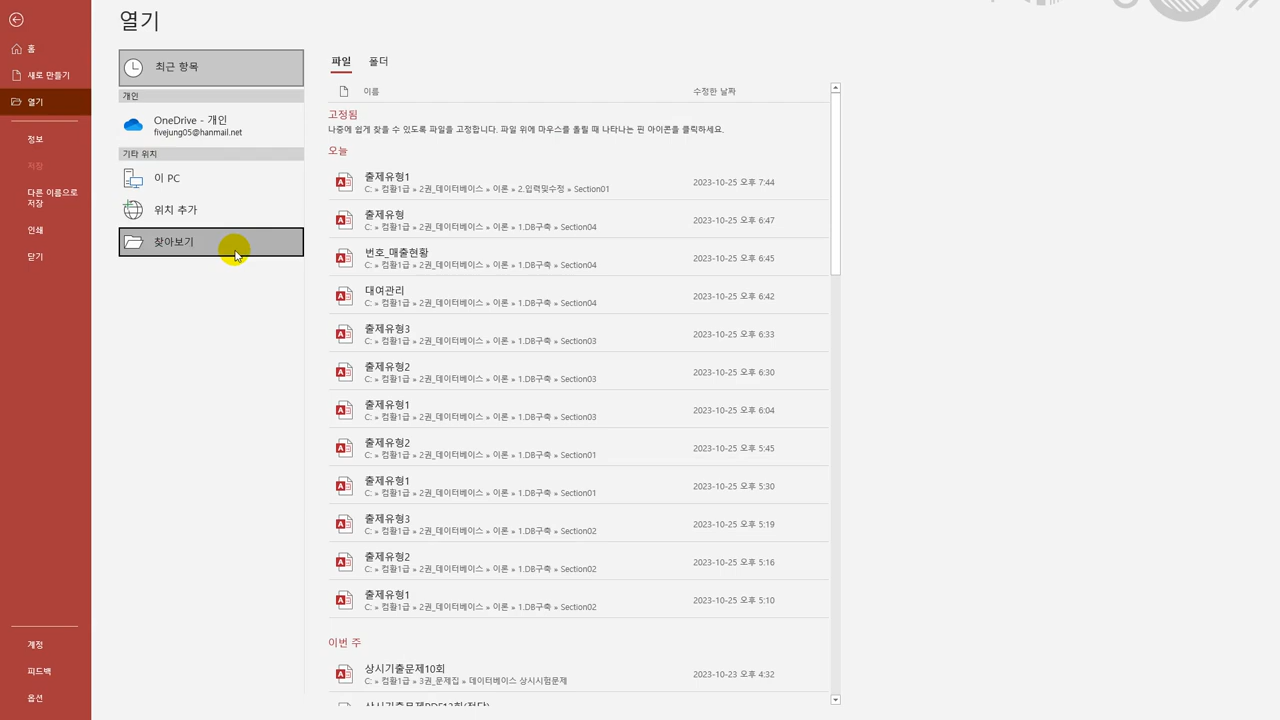 열기
홈
새로 만들기
열기
정보
저장
다른 이름으로
저장
인쇄
닫기
계정
피드백
옵션
최근 항목
개인
OneDrive - 개인
fivejung05@hanmail.net
기타 위치
이 PC
위치 추가
찾아보기
파일 폴더
이름 수정한 날짜
고정됨
나중에 쉽게 찾을 수 있도록 파일을 고정합니다. 파일 위에 마우스를 올릴 때 나타나는 핀 아이콘을 클릭하세요.
오늘
출제유형1
C: » 컴활1급 » 2권_데이터베이스 » 이론 » 2.입력및수정 » Section01
2023-10-25 오후 7:44
출제유형
C: » 컴활1급 » 2권_데이터베이스 » 이론 » 1.DB구축 » Section04
2023-10-25 오후 6:47
번호_매출현황
C: » 컴활1급 » 2권_데이터베이스 » 이론 » 1.DB구축 » Section04
2023-10-25 오후 6:45
대여관리
C: » 컴활1급 » 2권_데이터베이스 » 이론 » 1.DB구축 » Section04
2023-10-25 오후 6:42
출제유형3
C: » 컴활1급 » 2권_데이터베이스 » 이론 » 1.DB구축 » Section03
2023-10-25 오후 6:33
출제유형2
C: » 컴활1급 » 2권_데이터베이스 » 이론 » 1.DB구축 » Section03
2023-10-25 오후 6:30
출제유형1
C: » 컴활1급 » 2권_데이터베이스 » 이론 » 1.DB구축 » Section03
2023-10-25 오후 6:04
출제유형2
C: » 컴활1급 » 2권_데이터베이스 » 이론 » 1.DB구축 » Section01
2023-10-25 오후 5:45
출제유형1
C: » 컴활1급 » 2권_데이터베이스 » 이론 » 1.DB구축 » Section01
2023-10-25 오후 5:30
출제유형3
C: » 컴활1급 » 2권_데이터베이스 » 이론 » 1.DB구축 » Section02
2023-10-25 오후 5:19
출제유형2
C: » 컴활1급 » 2권_데이터베이스 » 이론 » 1.DB구축 » Section02
2023-10-25 오후 5:16
출제유형1
C: » 컴활1급 » 2권_데이터베이스 » 이론 » 1.DB구축 » Section02
2023-10-25 오후 5:10
이번 주
상시기출문제10회
C: » 컴활1급 » 3권_문제집 » 데이터베이스 상시시험문제
2023-10-23 오후 4:32